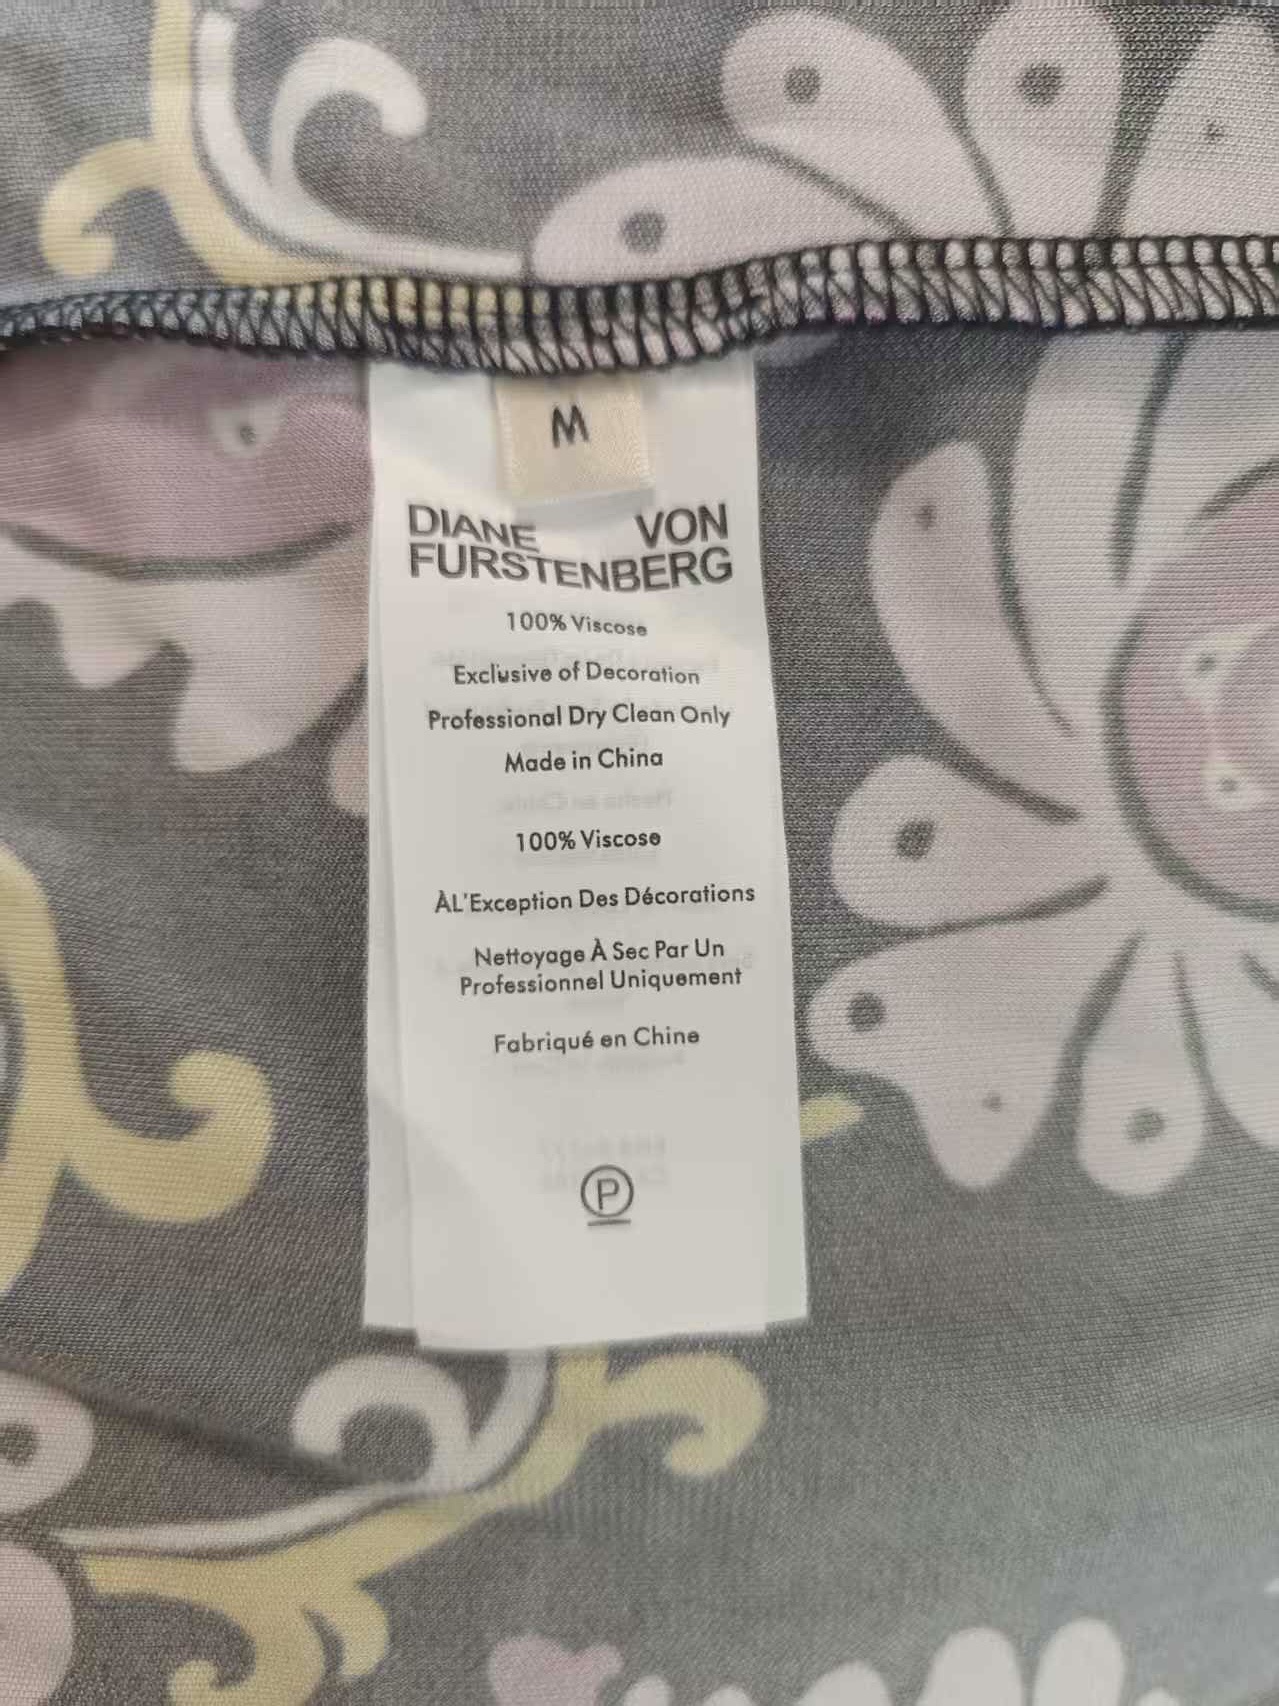 M
DIANE VON
FURSTENBERG
100% Viscose
Exclusive of Decoration
Professional Dry Clean Only
Made in China
100% Viscose
ÀL'Exception Des Décorations
Nettoyage À Sec Par Un
Professionnel Uniquement
Fabriqué en Chine
P